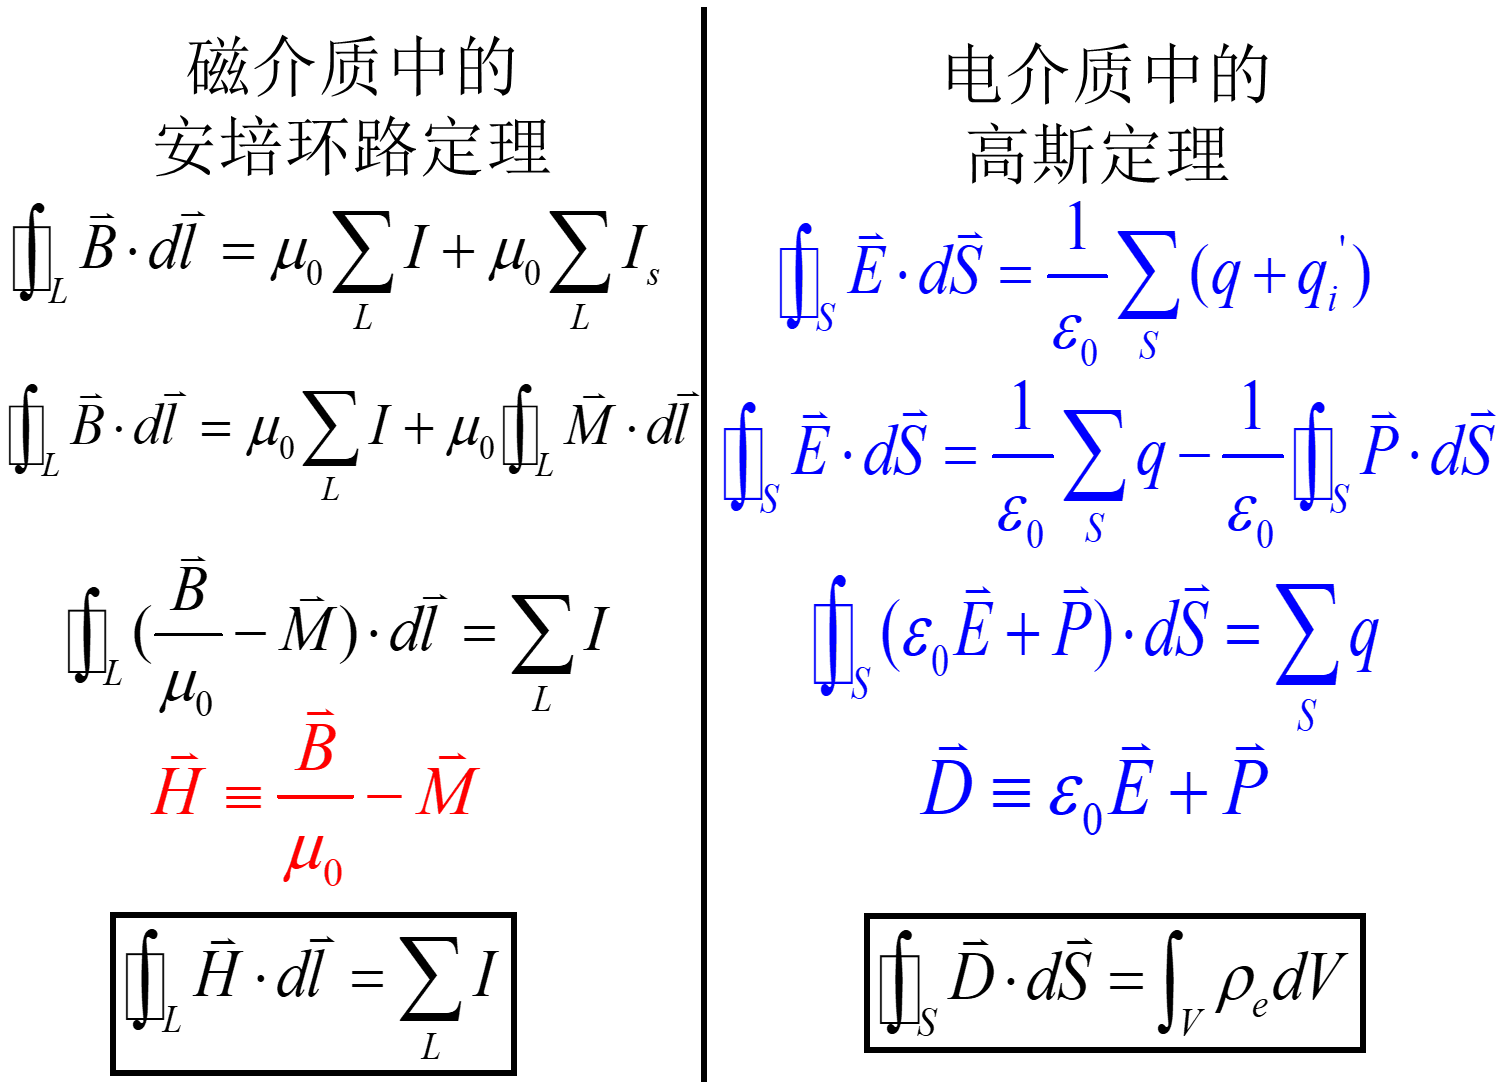 磁介质中的
安培环路定理
∮_L B⃗ · dl⃗ = μ₀ ∑_L I + μ₀ ∑_L I_s
∮_L B⃗ · dl⃗ = μ₀ ∑_L I + μ₀ ∮_L M⃗ · dl⃗
∮_L (B⃗/μ₀ − M⃗) · dl⃗ = ∑_L I
H⃗ ≡ B⃗/μ₀ − M⃗
∮_L H⃗ · dl⃗ = ∑_L I
电介质中的
高斯定理
∮_S E⃗ · dS⃗ = 1/ε₀ ∑_S (q + q_i')
∮_S E⃗ · dS⃗ = 1/ε₀ ∑_S q − 1/ε₀ ∮_S P⃗ · dS⃗
∮_S (ε₀E⃗ + P⃗) · dS⃗ = ∑_S q
D⃗ ≡ ε₀E⃗ + P⃗
∮_S D⃗ · dS⃗ = ∫_V ρ_e dV